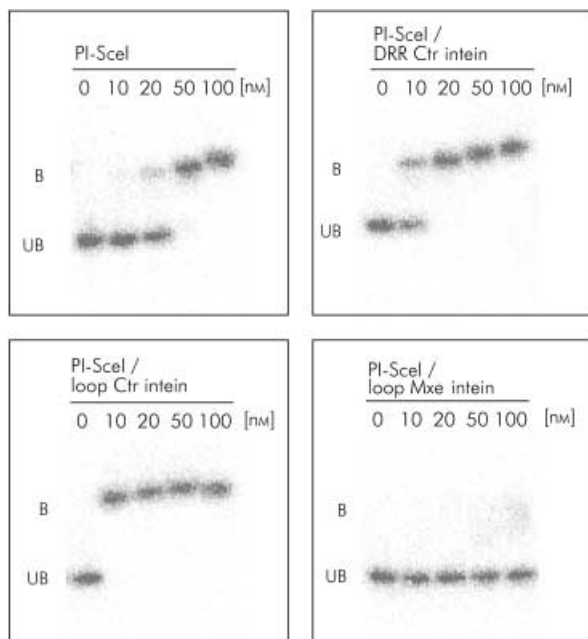 PI-SceI
0 10 20 50 100 [nM]
B
UB
PI-SceI /
DRR Ctr intein
0 10 20 50 100 [nM]
B
UB
PI-SceI /
loop Ctr intein
0 10 20 50 100 [nM]
B
UB
PI-SceI /
loop Mxe intein
0 10 20 50 100 [nM]
B
UB